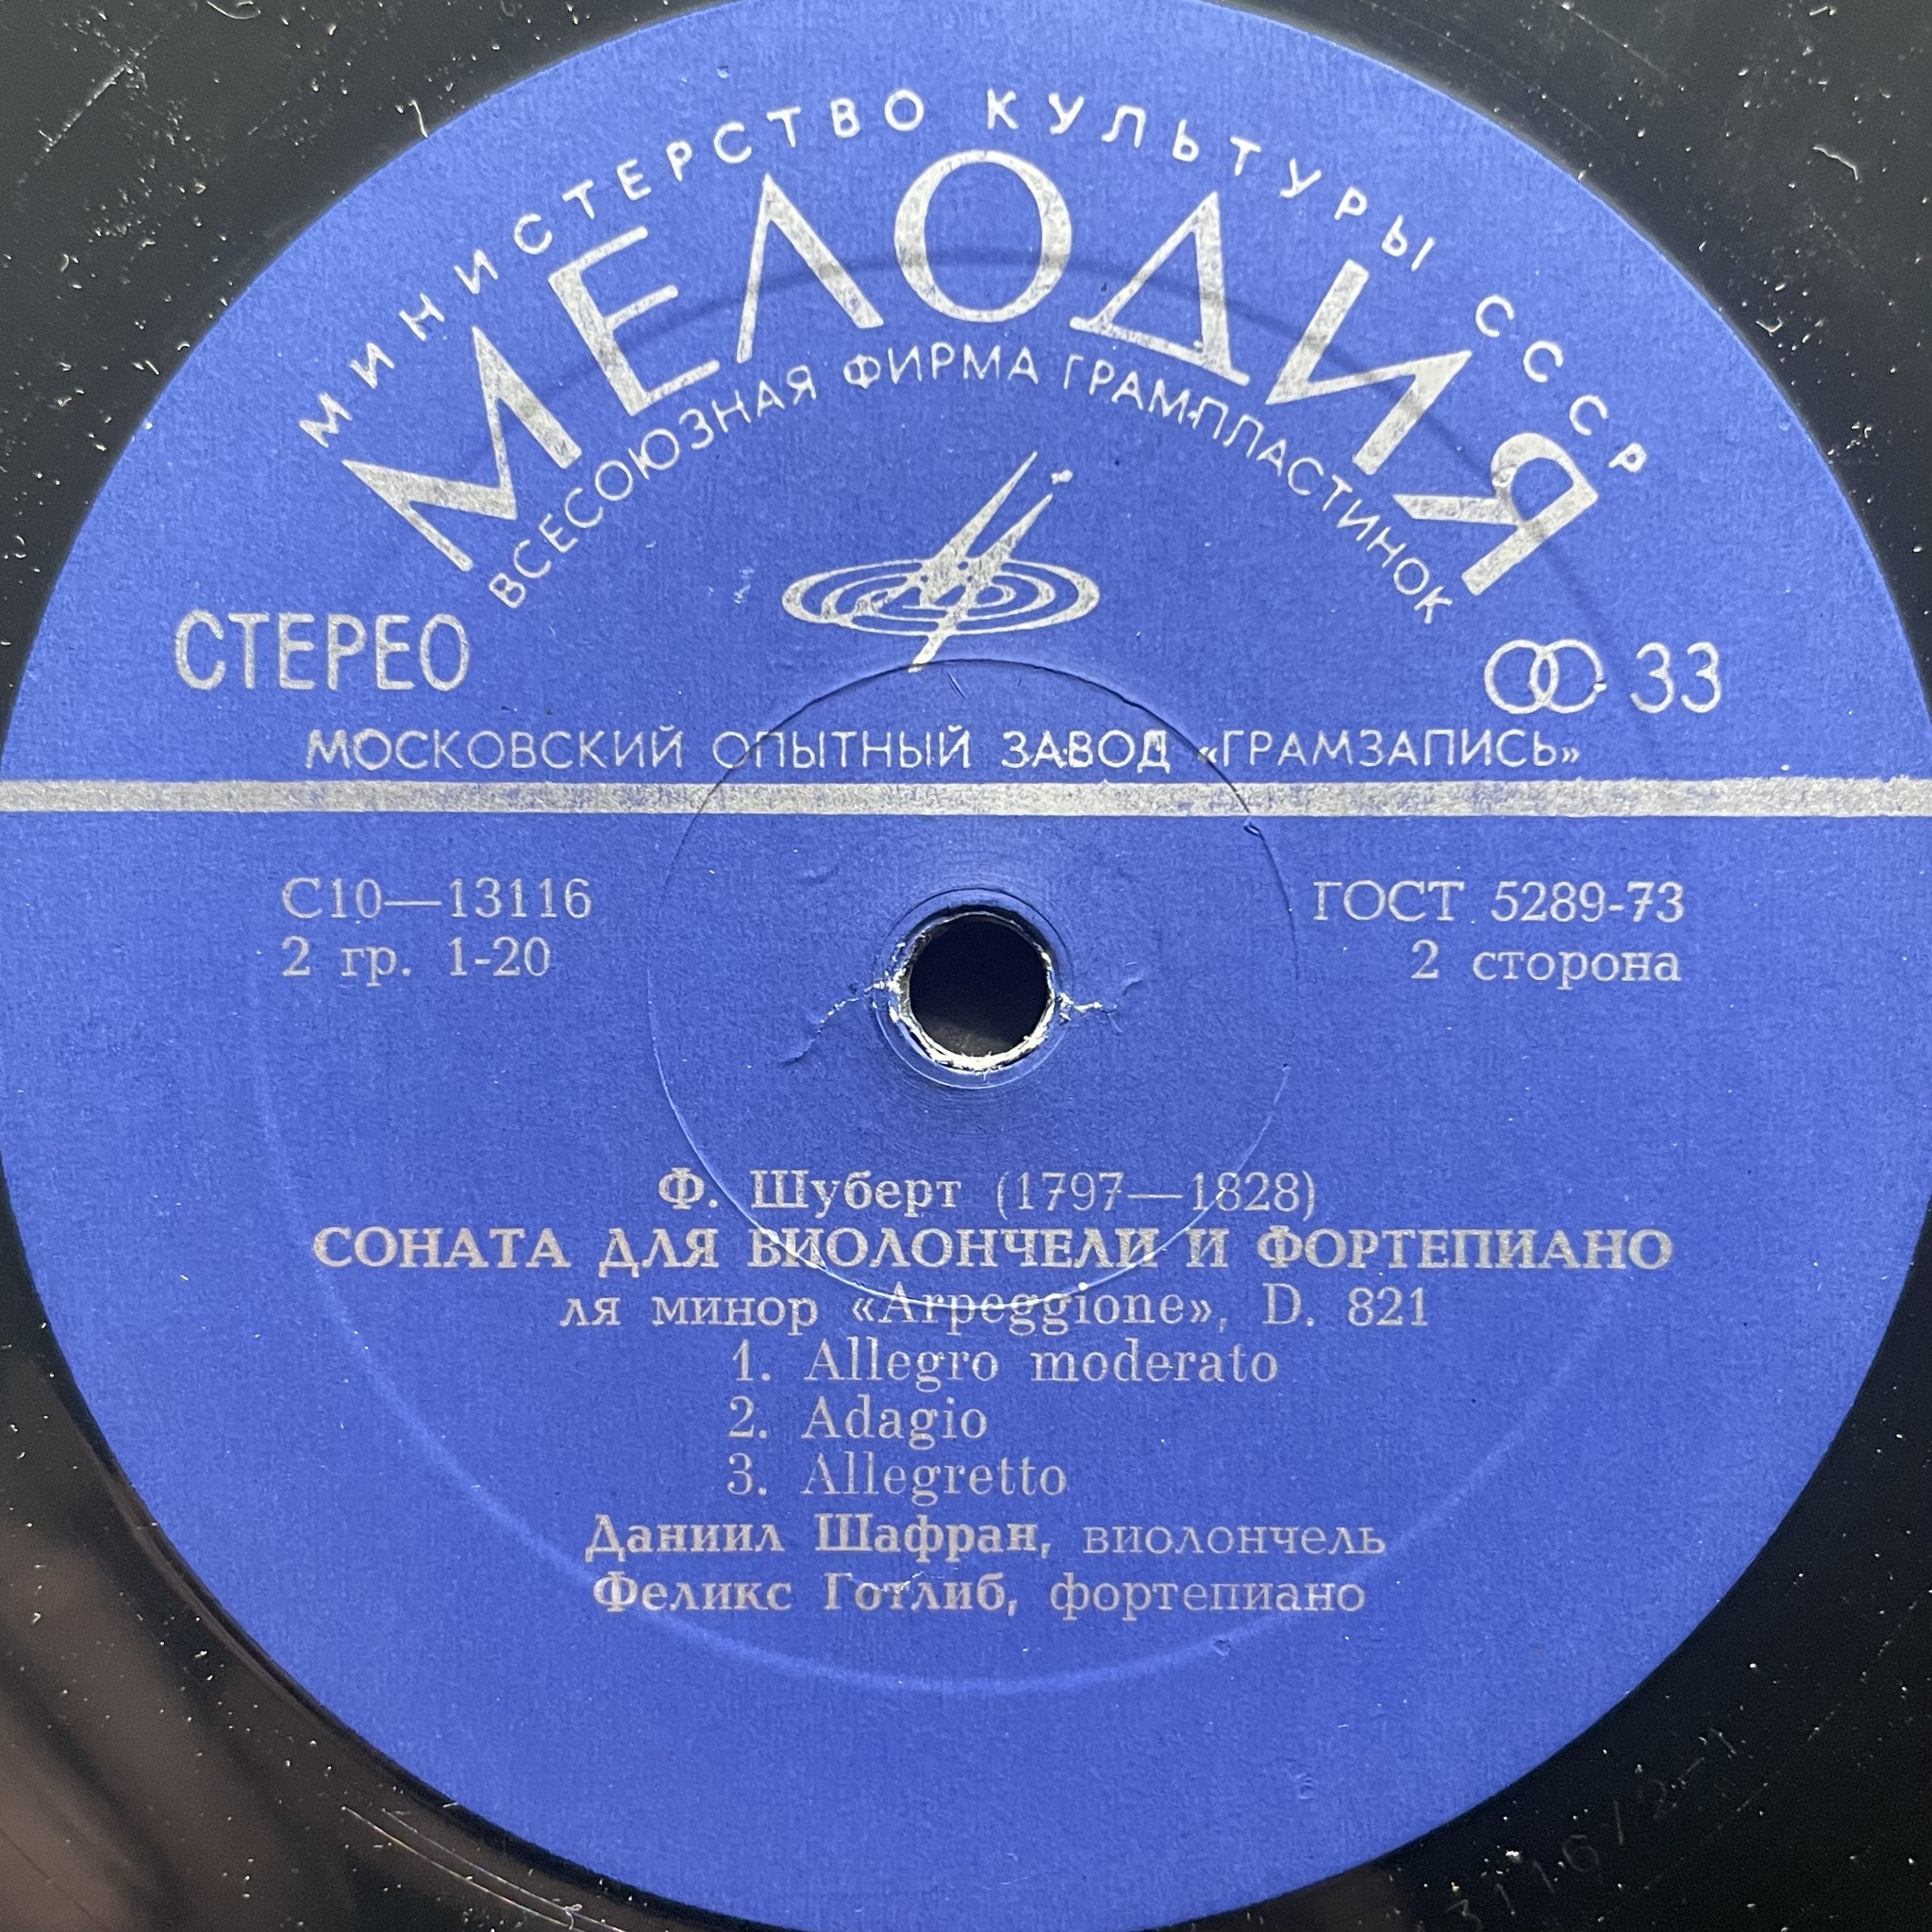 МИНИСТЕРСТВО КУЛЬТУРЫ СССР
МЕЛОДИЯ
ВСЕСОЮЗНАЯ ФИРМА ГРАМПЛАСТИНОК
СТЕРЕО
33
МОСКОВСКИЙ ОПЫТНЫЙ ЗАВОД «ГРАМЗАПИСЬ»
С10—13116
ГОСТ 5289-73
2 гр. 1-20
2 сторона
Ф. Шуберт (1797—1828)
СОНАТА ДЛЯ ВИОЛОНЧЕЛИ И ФОРТЕПИАНО
ля минор «Arpeggione», D. 821
1. Allegro moderato
2. Adagio
3. Allegretto
Даниил Шафран, виолончель
Феликс Готлиб, фортепиано